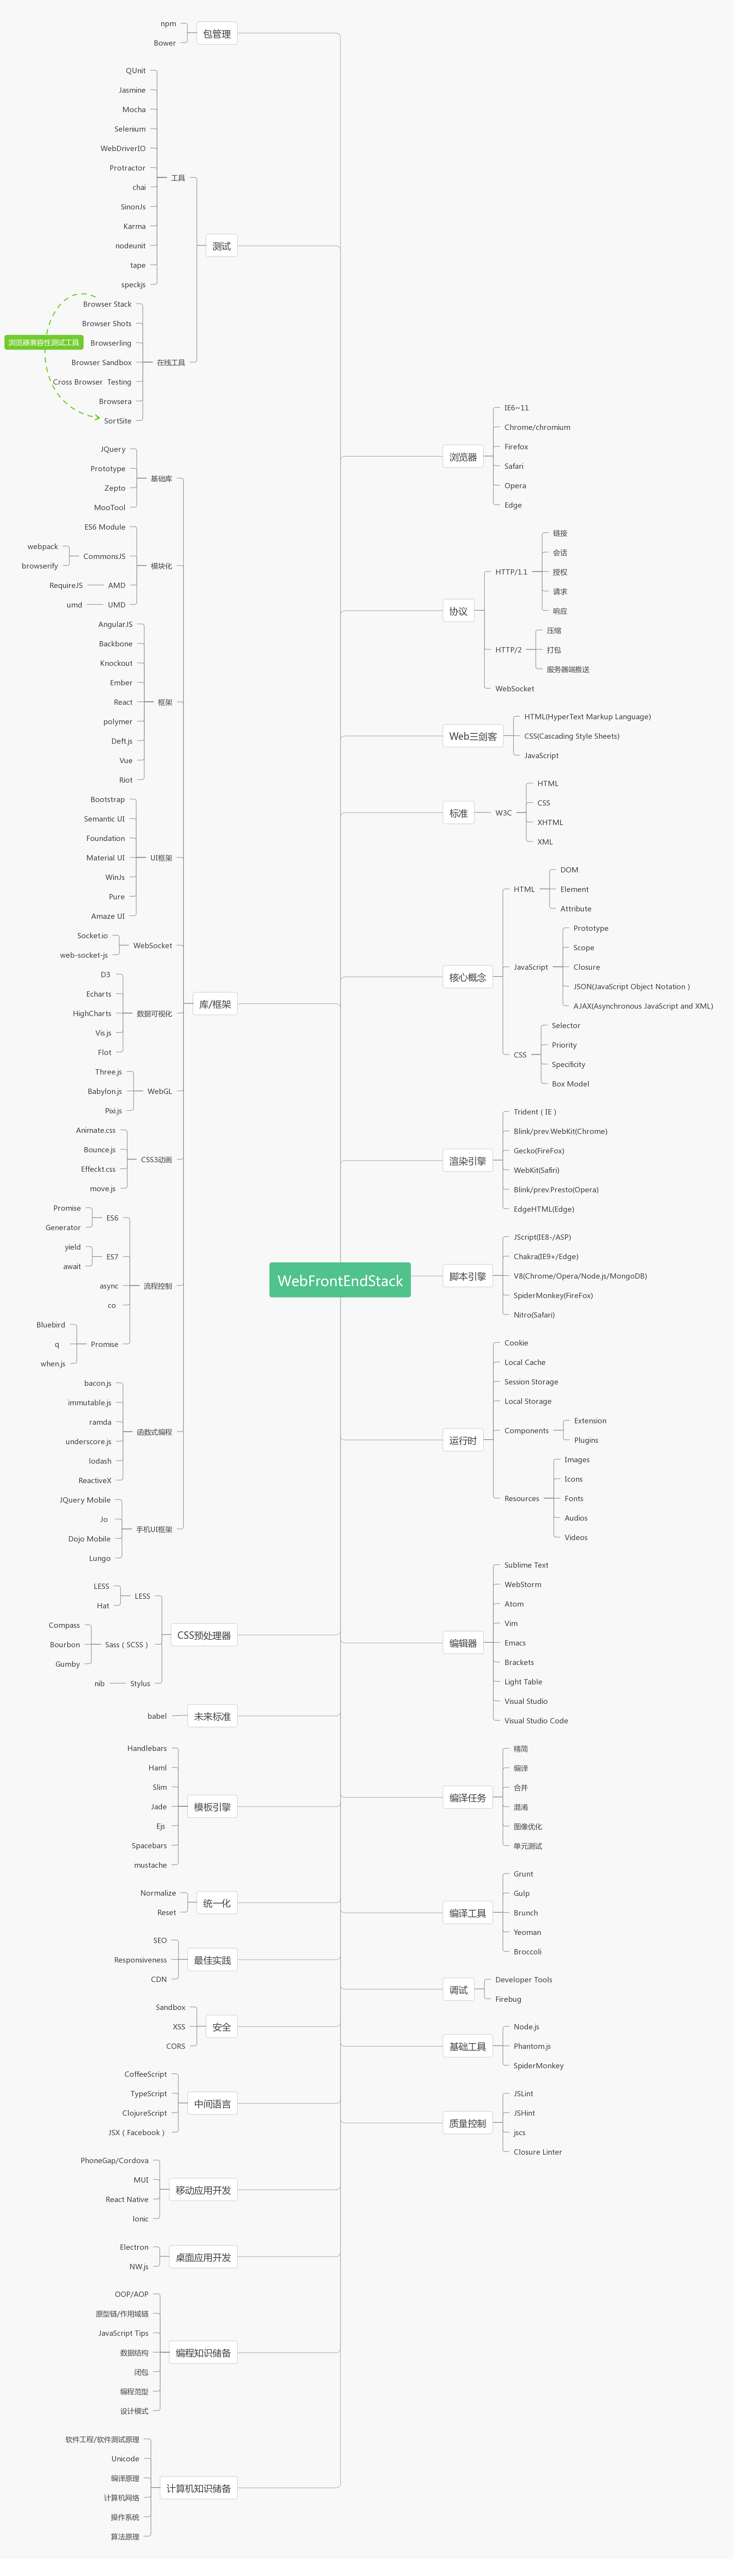 WebFrontEndStack
包管理
npm
Bower
测试
工具
QUnit
Jasmine
Mocha
Selenium
WebDriverIO
Protractor
chai
SinonJs
Karma
nodeunit
tape
speckjs
在线工具
Browser Stack
Browser Shots
Browserling
Browser Sandbox
Cross Browser Testing
Browsera
SortSite
浏览器兼容性测试工具
库/框架
基础库
JQuery
Prototype
Zepto
MooTool
模块化
ES6 Module
CommonsJS
webpack
browserify
AMD
RequireJS
UMD
umd
框架
AngularJS
Backbone
Knockout
Ember
React
polymer
Deft.js
Vue
Riot
UI框架
Bootstrap
Semantic UI
Foundation
Material UI
WinJs
Pure
Amaze UI
WebSocket
Socket.io
web-socket-js
数据可视化
D3
Echarts
HighCharts
Vis.js
Flot
WebGL
Three.js
Babylon.js
Pixi.js
CSS3动画
Animate.css
Bounce.js
Effeckt.css
move.js
流程控制
ES6
Promise
Generator
ES7
yield
await
async
co
Promise
Bluebird
q
when.js
函数式编程
bacon.js
immutable.js
ramda
underscore.js
lodash
ReactiveX
手机UI框架
JQuery Mobile
Jo
Dojo Mobile
Lungo
CSS预处理器
LESS
LESS
Hat
Sass ( SCSS )
Compass
Bourbon
Gumby
Stylus
nib
未来标准
babel
模板引擎
Handlebars
Haml
Slim
Jade
Ejs
Spacebars
mustache
统一化
Normalize
Reset
最佳实践
SEO
Responsiveness
CDN
安全
Sandbox
XSS
CORS
中间语言
CoffeeScript
TypeScript
ClojureScript
JSX ( Facebook )
移动应用开发
PhoneGap/Cordova
MUI
React Native
Ionic
桌面应用开发
Electron
NW.js
编程知识储备
OOP/AOP
原型链/作用域链
JavaScript Tips
数据结构
闭包
编程范型
设计模式
计算机知识储备
软件工程/软件测试原理
Unicode
编译原理
计算机网络
操作系统
算法原理
浏览器
IE6~11
Chrome/chromium
Firefox
Safari
Opera
Edge
协议
HTTP/1.1
链接
会话
授权
请求
响应
HTTP/2
压缩
打包
服务器端推送
WebSocket
Web三剑客
HTML(HyperText Markup Language)
CSS(Cascading Style Sheets)
JavaScript
标准
W3C
HTML
CSS
XHTML
XML
核心概念
HTML
DOM
Element
Attribute
JavaScript
Prototype
Scope
Closure
JSON(JavaScript Object Notation )
AJAX(Asynchronous JavaScript and XML)
CSS
Selector
Priority
Specificity
Box Model
渲染引擎
Trident ( IE )
Blink/prev.WebKit(Chrome)
Gecko(FireFox)
WebKit(Safiri)
Blink/prev.Presto(Opera)
EdgeHTML(Edge)
脚本引擎
JScript(IE8-/ASP)
Chakra(IE9+/Edge)
V8(Chrome/Opera/Node.js/MongoDB)
SpiderMonkey(FireFox)
Nitro(Safari)
运行时
Cookie
Local Cache
Session Storage
Local Storage
Components
Extension
Plugins
Resources
Images
Icons
Fonts
Audios
Videos
编辑器
Sublime Text
WebStorm
Atom
Vim
Emacs
Brackets
Light Table
Visual Studio
Visual Studio Code
编译任务
精简
编译
合并
混淆
图像优化
单元测试
编译工具
Grunt
Gulp
Brunch
Yeoman
Broccoli
调试
Developer Tools
Firebug
基础工具
Node.js
Phantom.js
SpiderMonkey
质量控制
JSLint
JSHint
jscs
Closure Linter